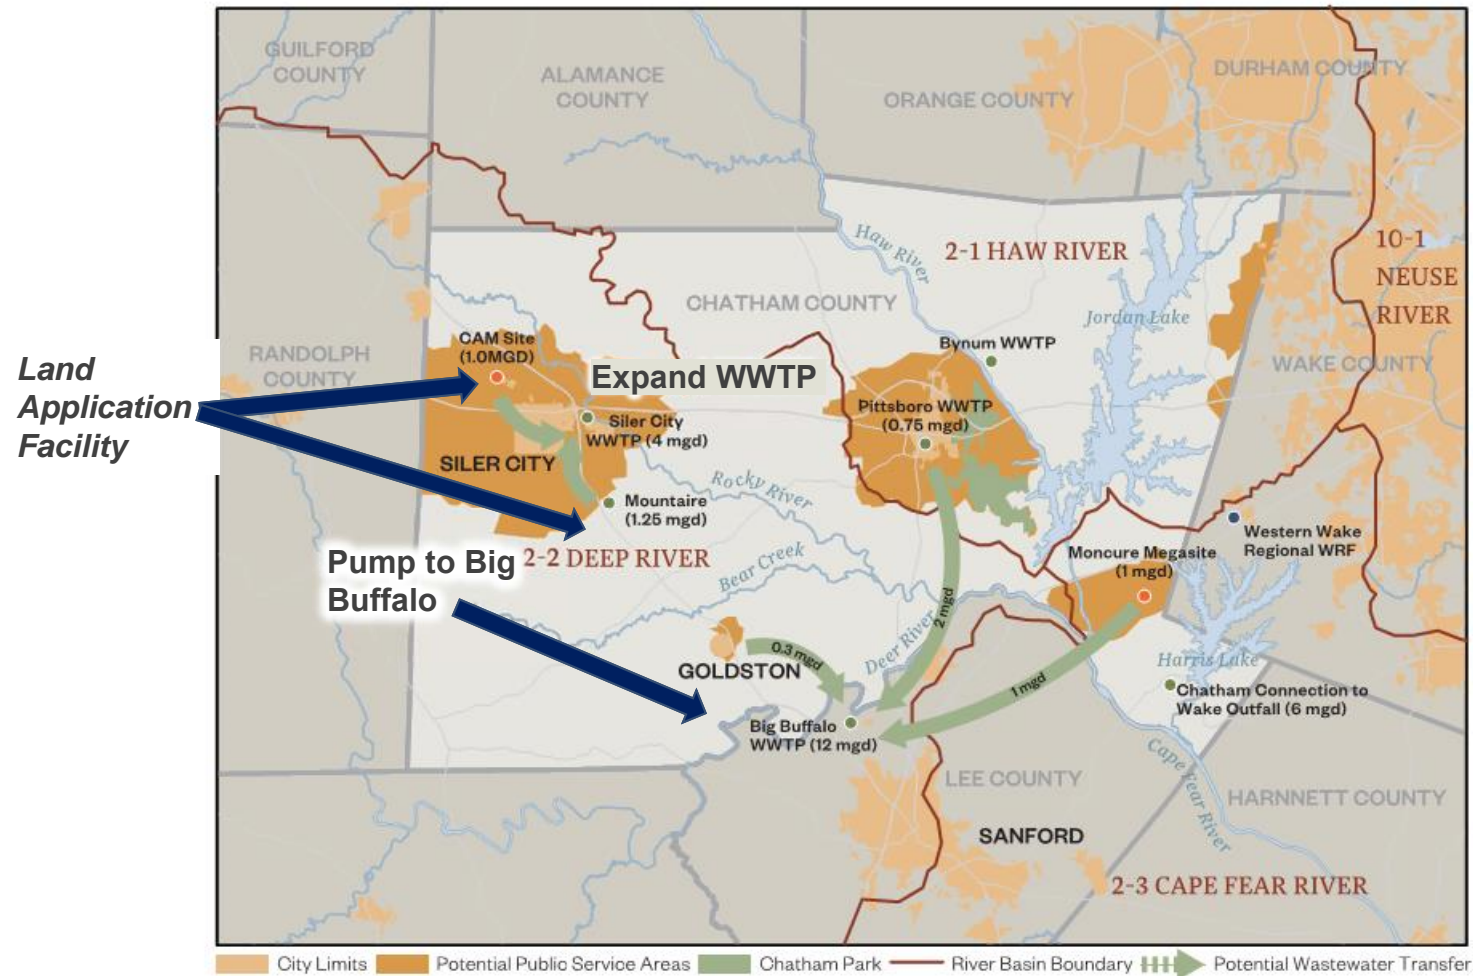 GUILFORD
COUNTY
ALAMANCE
COUNTY
ORANGE COUNTY
DURHAM COUNTY
Haw River
2-1 HAW RIVER
10-1
NEUSE
RIVER
CHATHAM COUNTY
Jordan Lake
RANDOLPH
COUNTY
WAKE COUNTY
Land
Application
Facility
CAM Site
(1.0MGD)
Expand WWTP
Bynum WWTP
Pittsboro WWTP
(0.75 mgd)
Siler City
WWTP (4 mgd)
SILER CITY
Rocky River
Mountaire
(1.25 mgd)
Western Wake
Regional WRF
Pump to Big
Buffalo
2-2 DEEP RIVER
Bear Creek
Moncure Megasite
(1 mgd)
2 mgd
Deer River
0.3 mgd
GOLDSTON
1 mgd
Harris Lake
Chatham Connection to
Wake Outfall (6 mgd)
Big Buffalo
WWTP (12 mgd)
Cape Fear River
LEE COUNTY
HARNNETT COUNTY
SANFORD
2-3 CAPE FEAR RIVER
City Limits
Potential Public Service Areas
Chatham Park
River Basin Boundary
Potential Wastewater Transfer